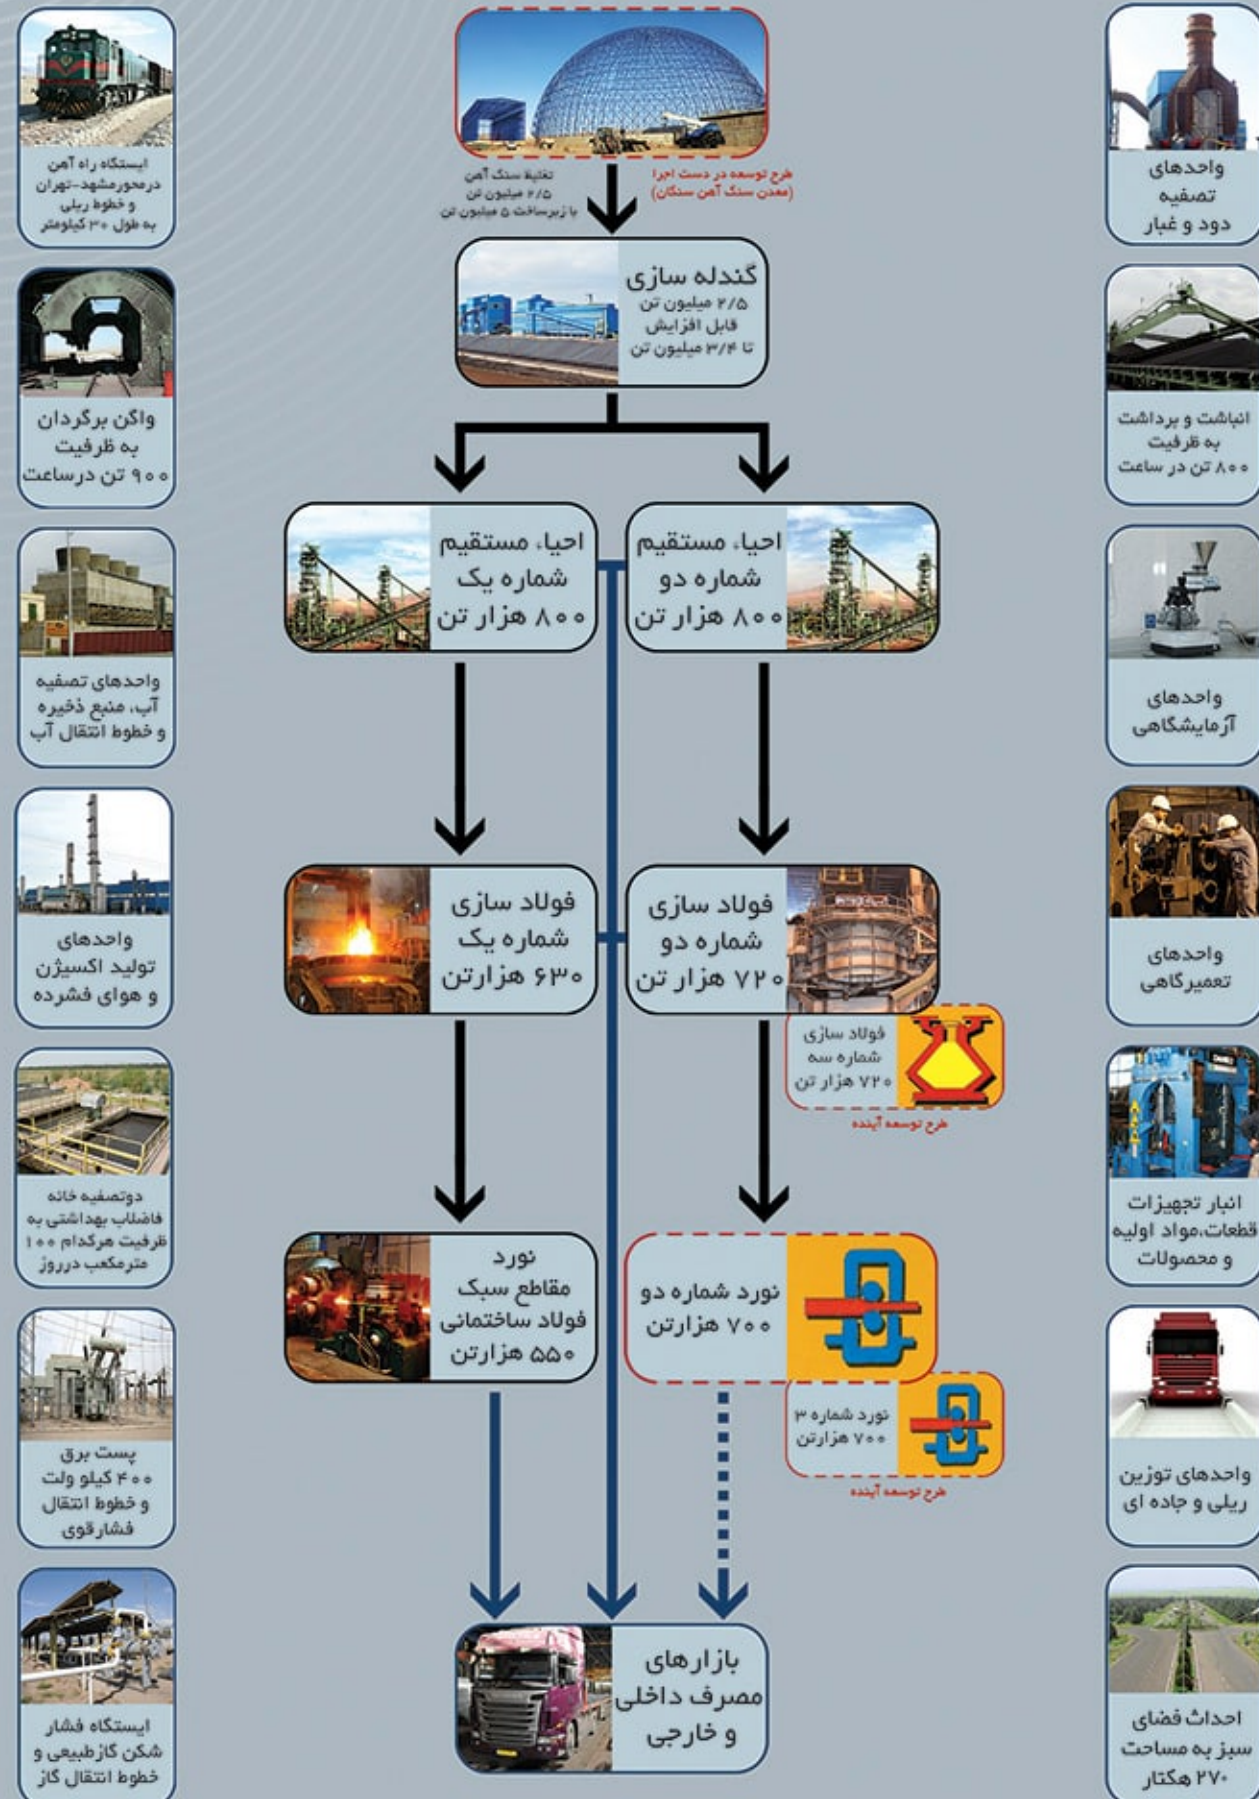 طرح توسعه در دست اجرا
(معدن سنگ آهن سنگان)
تغلیظ سنگ آهن
۲/۵ میلیون تن
با زیرساخت ۵ میلیون تن
گندله سازی
۲/۵ میلیون تن
قابل افزایش
تا ۳/۴ میلیون تن
احیاء مستقیم
شماره دو
۸۰۰ هزار تن
احیاء مستقیم
شماره یک
۸۰۰ هزار تن
فولاد سازی
شماره دو
۷۲۰ هزار تن
فولاد سازی
شماره یک
۶۳۰ هزارتن
فولاد سازی
شماره سه
۷۲۰ هزار تن
طرح توسعه آینده
نورد شماره دو
۷۰۰ هزارتن
نورد
مقاطع سبک
فولاد ساختمانی
۵۵۰ هزارتن
نورد شماره ۳
۷۰۰ هزارتن
طرح توسعه آینده
بازارهای
مصرف داخلی
و خارجی
واحدهای
تصفیه
دود و غبار
انباشت و برداشت
به ظرفیت
۸۰۰ تن در ساعت
واحدهای
آزمایشگاهی
واحدهای
تعمیرگاهی
انبار تجهیزات
قطعات،مواد اولیه
و محصولات
واحدهای توزین
ریلی و جاده ای
احداث فضای
سبز به مساحت
۲۷۰ هکتار
ایستگاه راه آهن
درمحورمشهد-تهران
و خطوط ریلی
به طول ۳۰ کیلومتر
واگن برگردان
به ظرفیت
۹۰۰ تن درساعت
واحدهای تصفیه
آب، منبع ذخیره
و خطوط انتقال آب
واحدهای
تولید اکسیژن
و هوای فشرده
دوتصفیه خانه
فاضلاب بهداشتی به
ظرفیت هرکدام ۱۰۰
مترمکعب درروز
پست برق
۴۰۰ کیلو ولت
و خطوط انتقال
فشارقوی
ایستگاه فشار
شکن گازطبیعی و
خطوط انتقال گاز